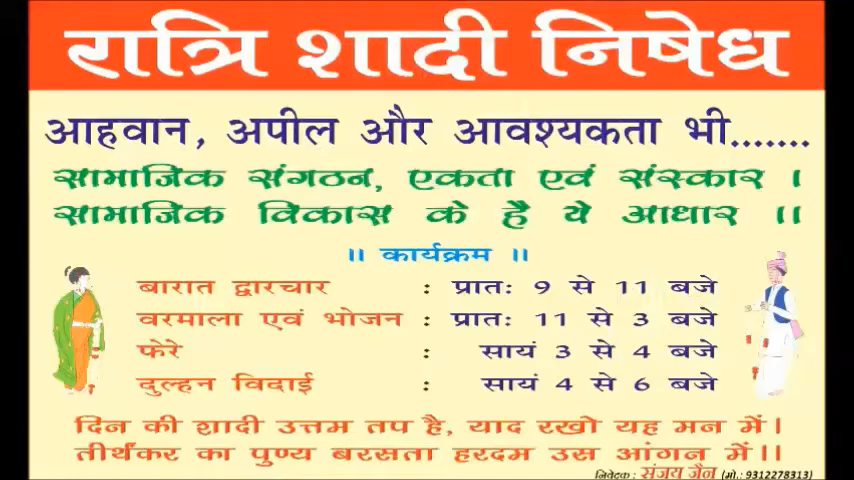 रात्रि शादी निषेध
आहवान, अपील और आवश्यकता भी.......
सामाजिक संगठन, एकता एवं संस्कार ।
सामाजिक विकास के है ये आधार ।।
।। कार्यक्रम ।।
बारात द्वारचार : प्रातः 9 से 11 बजे
वरमाला एवं भोजन : प्रातः 11 से 3 बजे
फेरे : सायं 3 से 4 बजे
दुल्हन विदाई : सायं 4 से 6 बजे
दिन की शादी उत्तम तप है, याद रखो यह मन में।
तीर्थंकर का पुण्य बरसता हरदम उस आंगन में।।
निवेदक : संजय जैन (मो.: 9312278313)